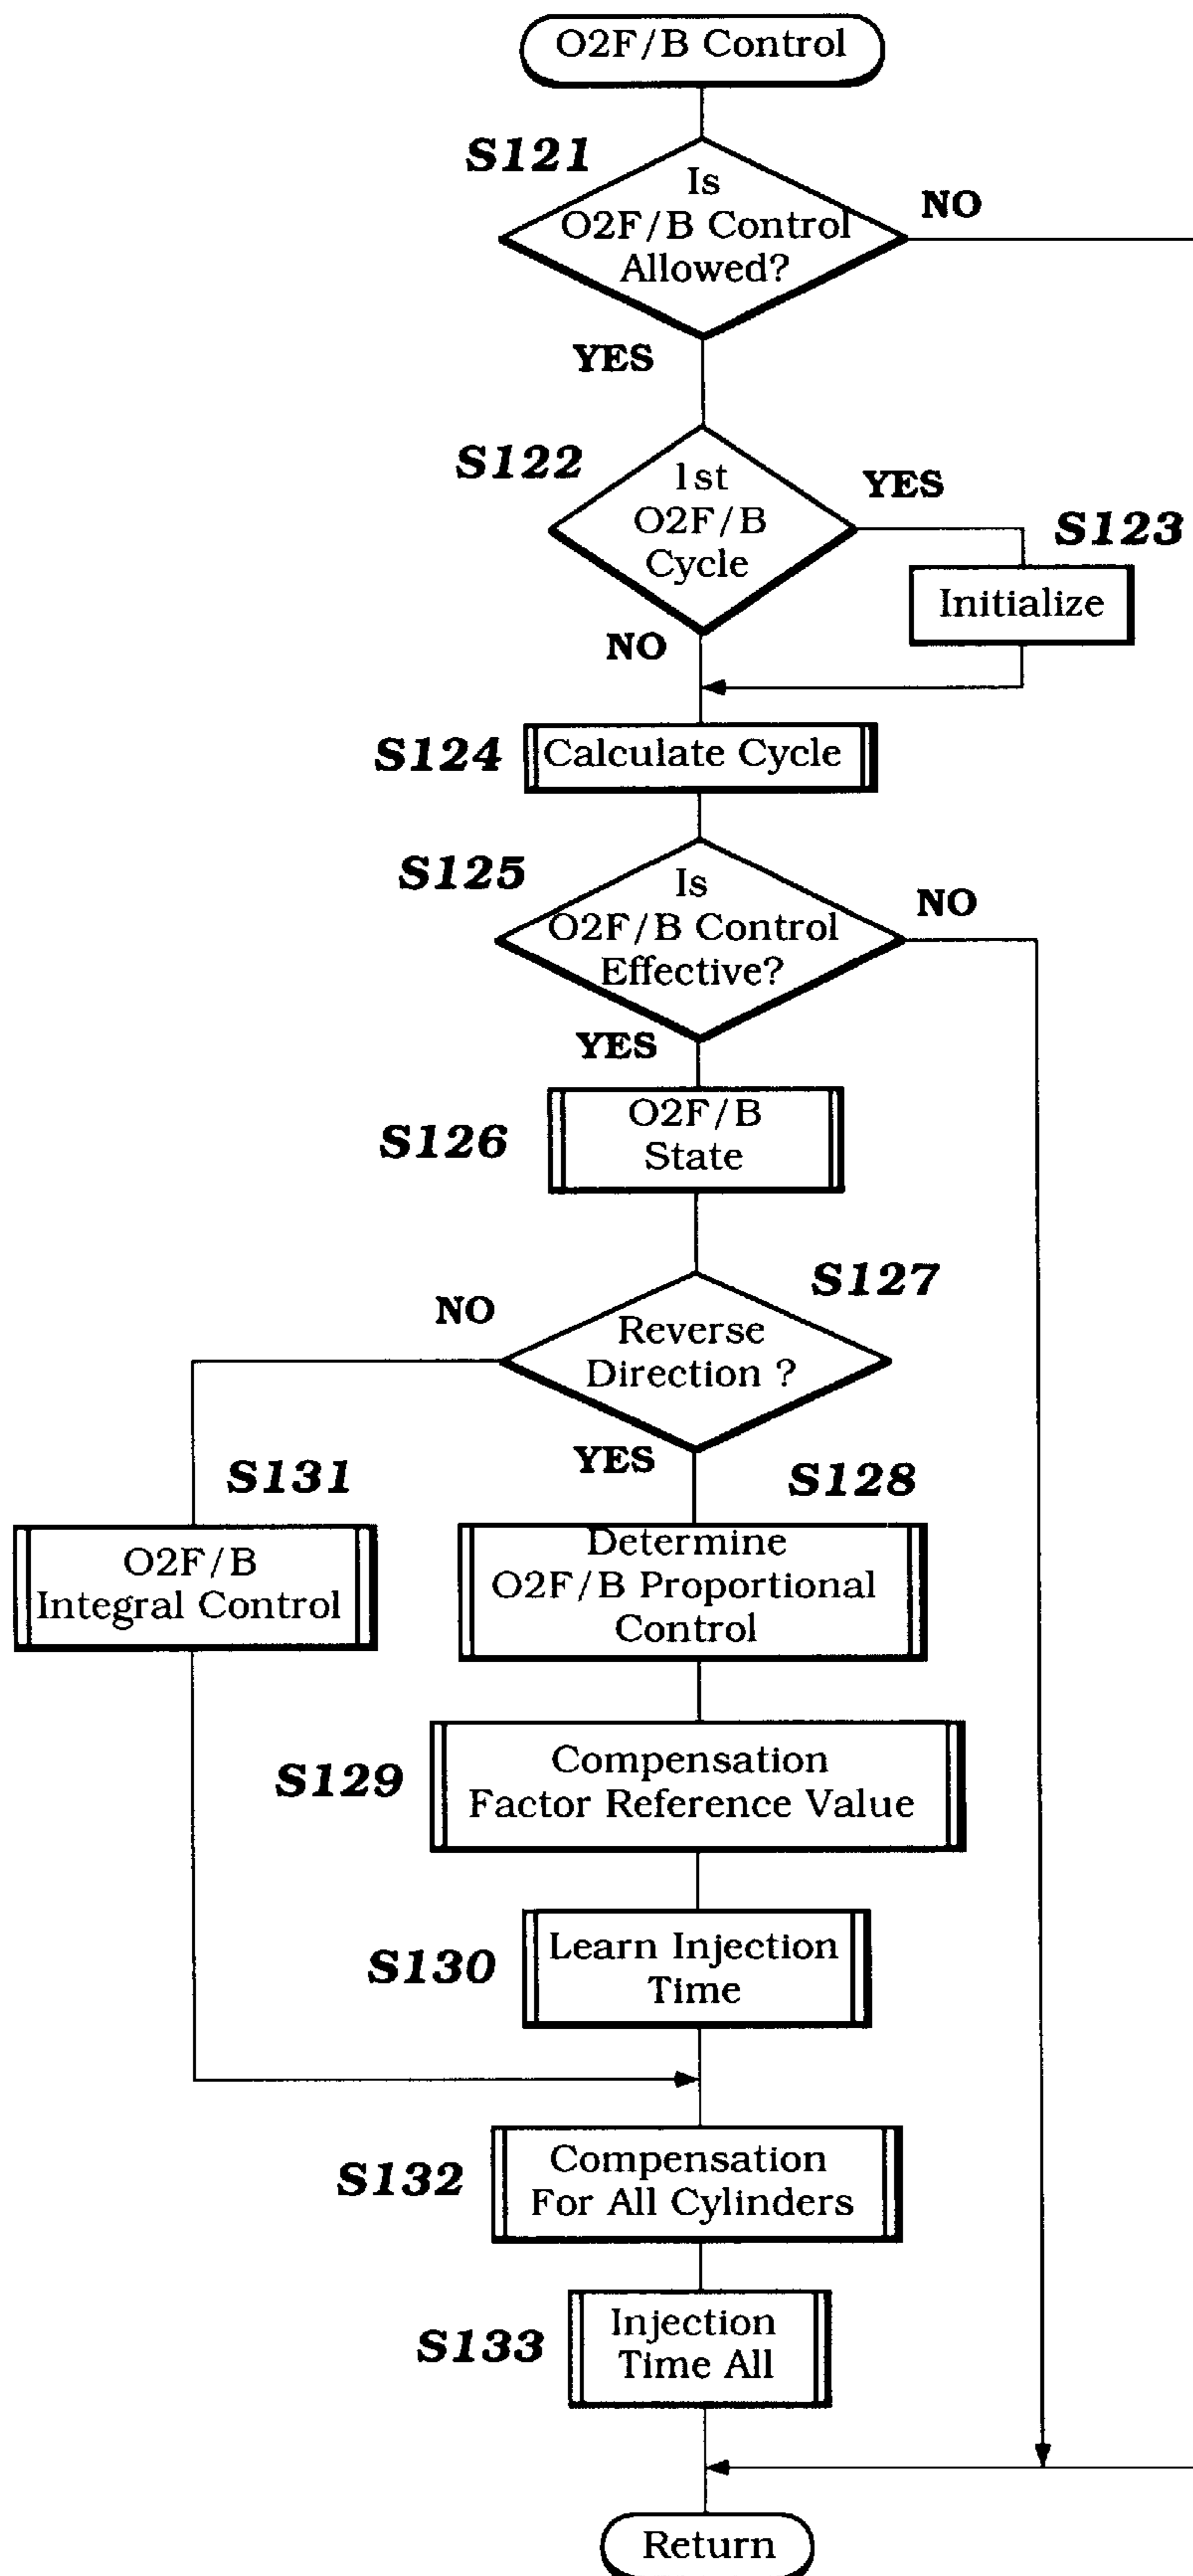 O2F/B Control
S121
Is
O2F/B Control
Allowed?
NO
YES
S122
1st
O2F/B
Cycle
YES
S123
Initialize
NO
S124
Calculate Cycle
S125
Is
O2F/B Control
Effective?
NO
YES
S126
O2F/B
State
S127
NO
Reverse
Direction ?
YES
S131
O2F/B
Integral Control
S128
Determine
O2F/B Proportional
Control
S129
Compensation
Factor Reference Value
S130
Learn Injection
Time
S132
Compensation
For All Cylinders
S133
Injection
Time All
Return